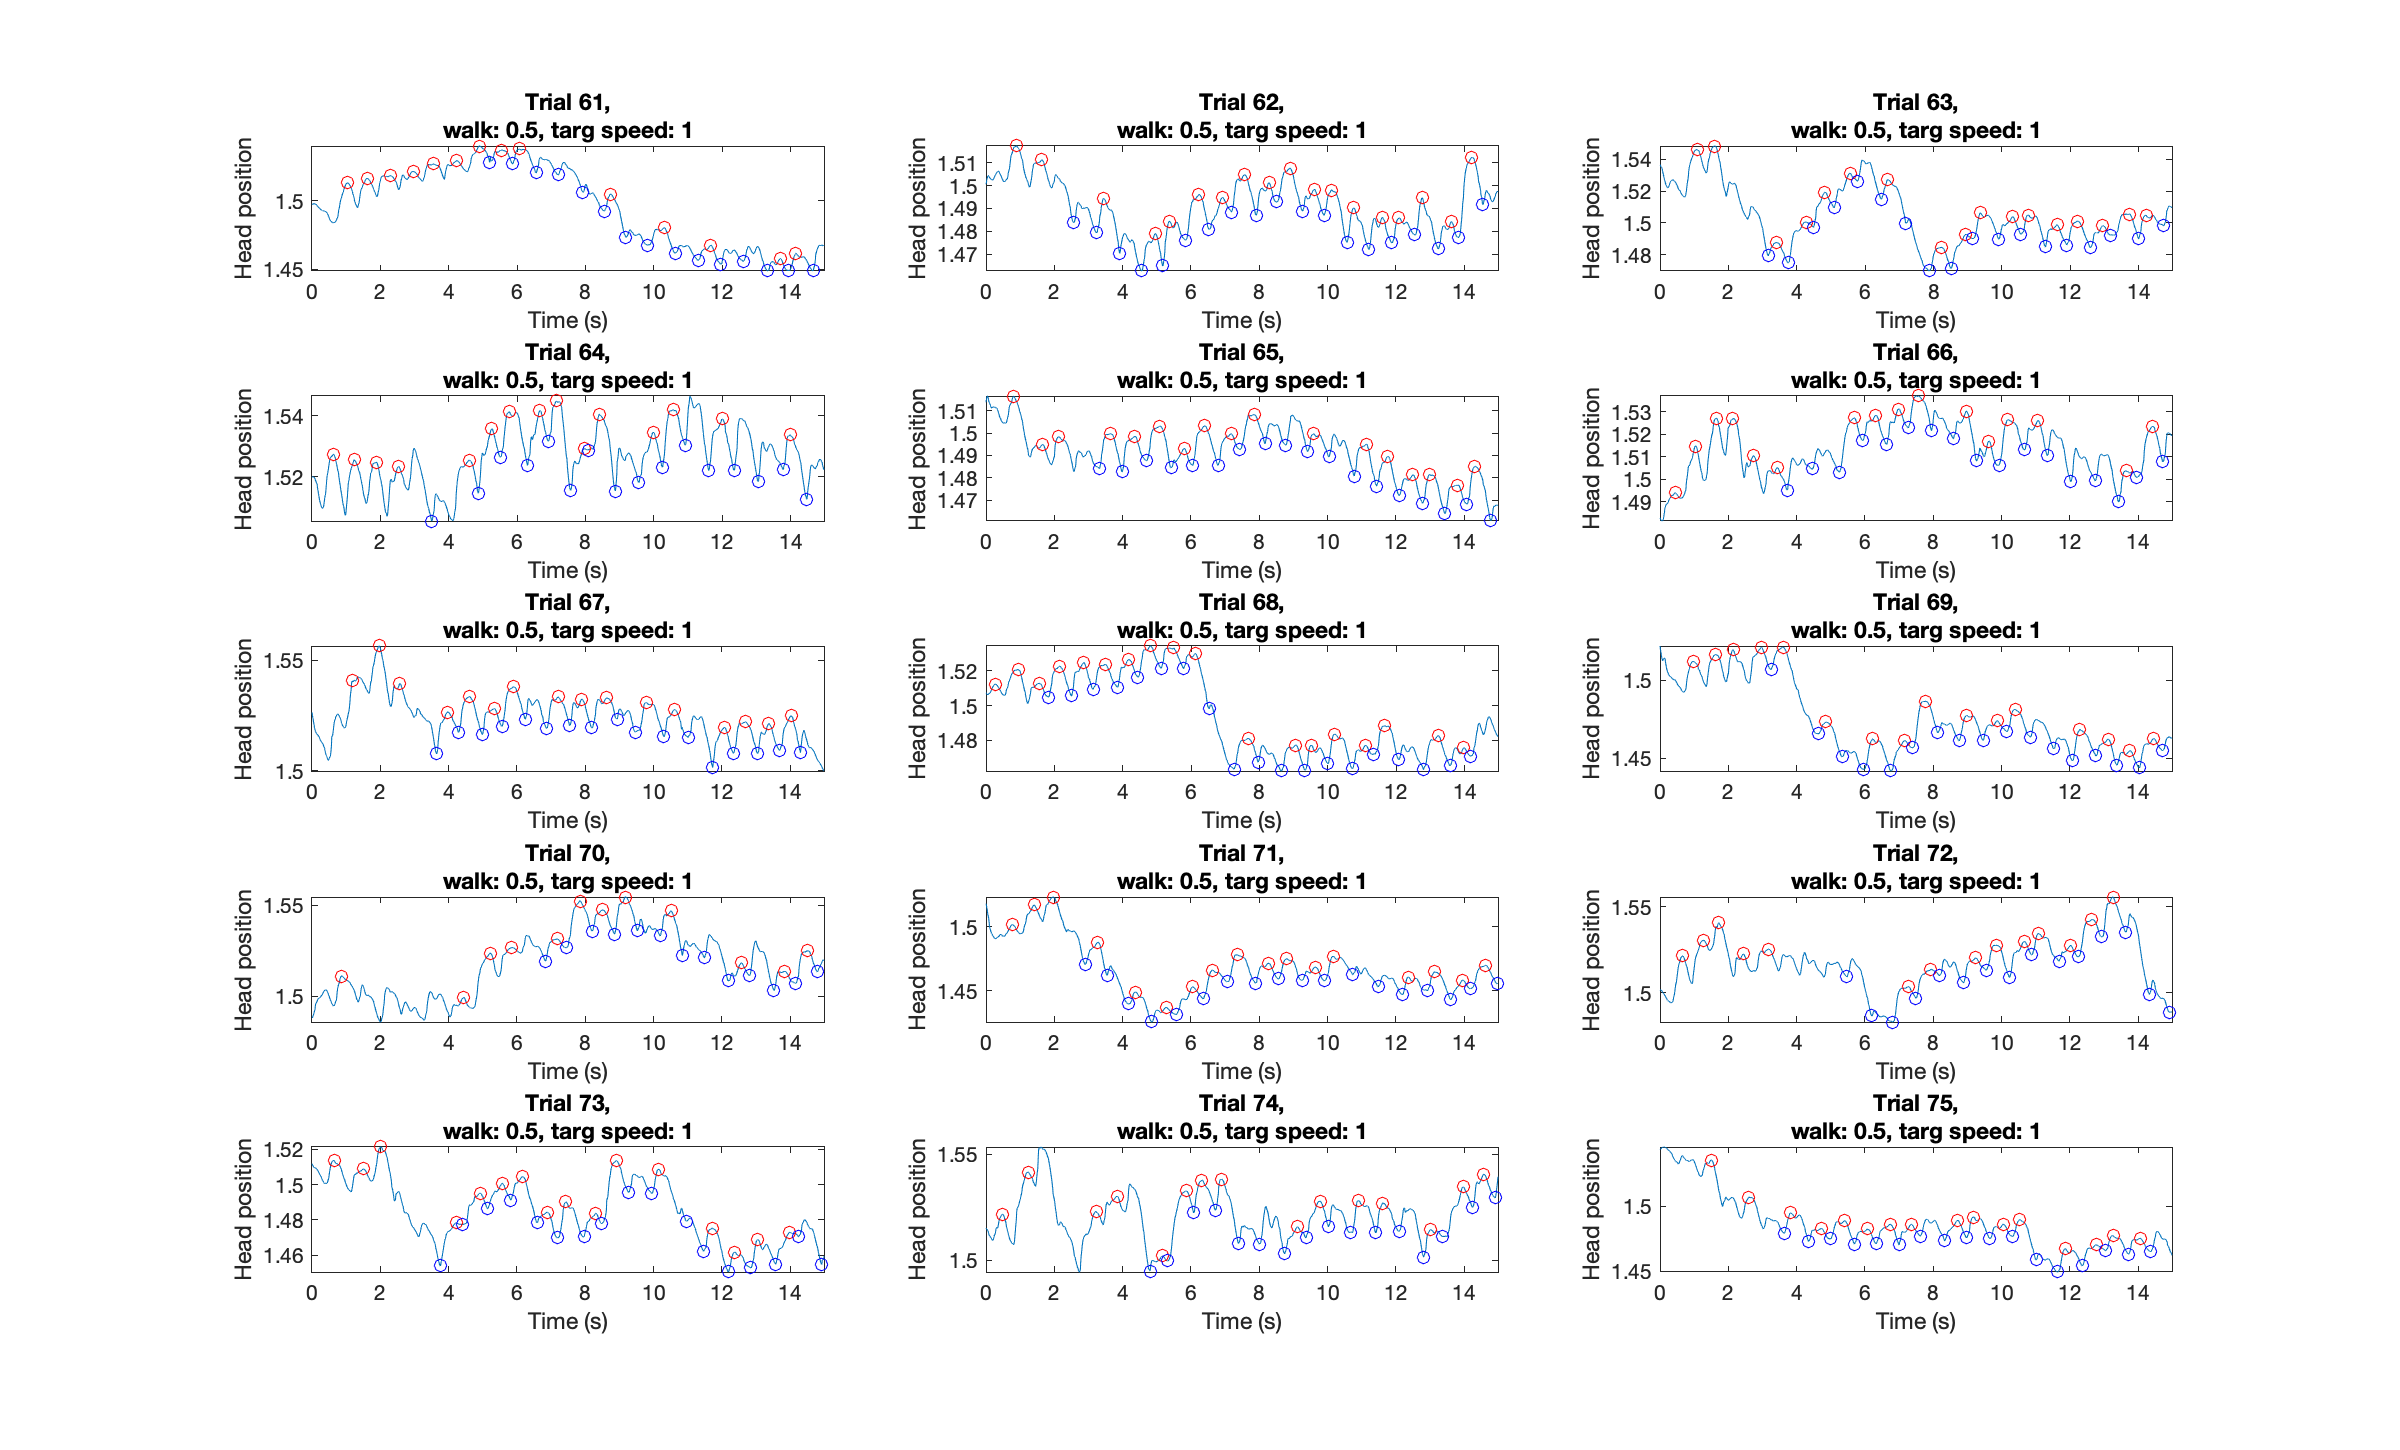 Trial 61,
walk: 0.5, targ speed: 1
Head position
1.5
1.45
0 2 4 6 8 10 12 14
Time (s)
Trial 62,
walk: 0.5, targ speed: 1
Head position
1.51
1.5
1.49
1.48
1.47
0 2 4 6 8 10 12 14
Time (s)
Trial 63,
walk: 0.5, targ speed: 1
Head position
1.54
1.52
1.5
1.48
0 2 4 6 8 10 12 14
Time (s)
Trial 64,
walk: 0.5, targ speed: 1
Head position
1.54
1.52
0 2 4 6 8 10 12 14
Time (s)
Trial 65,
walk: 0.5, targ speed: 1
Head position
1.51
1.5
1.49
1.48
1.47
0 2 4 6 8 10 12 14
Time (s)
Trial 66,
walk: 0.5, targ speed: 1
Head position
1.53
1.52
1.51
1.5
1.49
0 2 4 6 8 10 12 14
Time (s)
Trial 67,
walk: 0.5, targ speed: 1
Head position
1.55
1.5
0 2 4 6 8 10 12 14
Time (s)
Trial 68,
walk: 0.5, targ speed: 1
Head position
1.52
1.5
1.48
0 2 4 6 8 10 12 14
Time (s)
Trial 69,
walk: 0.5, targ speed: 1
Head position
1.5
1.45
0 2 4 6 8 10 12 14
Time (s)
Trial 70,
walk: 0.5, targ speed: 1
Head position
1.55
1.5
0 2 4 6 8 10 12 14
Time (s)
Trial 71,
walk: 0.5, targ speed: 1
Head position
1.5
1.45
0 2 4 6 8 10 12 14
Time (s)
Trial 72,
walk: 0.5, targ speed: 1
Head position
1.55
1.5
0 2 4 6 8 10 12 14
Time (s)
Trial 73,
walk: 0.5, targ speed: 1
Head position
1.52
1.5
1.48
1.46
0 2 4 6 8 10 12 14
Time (s)
Trial 74,
walk: 0.5, targ speed: 1
Head position
1.55
1.5
0 2 4 6 8 10 12 14
Time (s)
Trial 75,
walk: 0.5, targ speed: 1
Head position
1.5
1.45
0 2 4 6 8 10 12 14
Time (s)